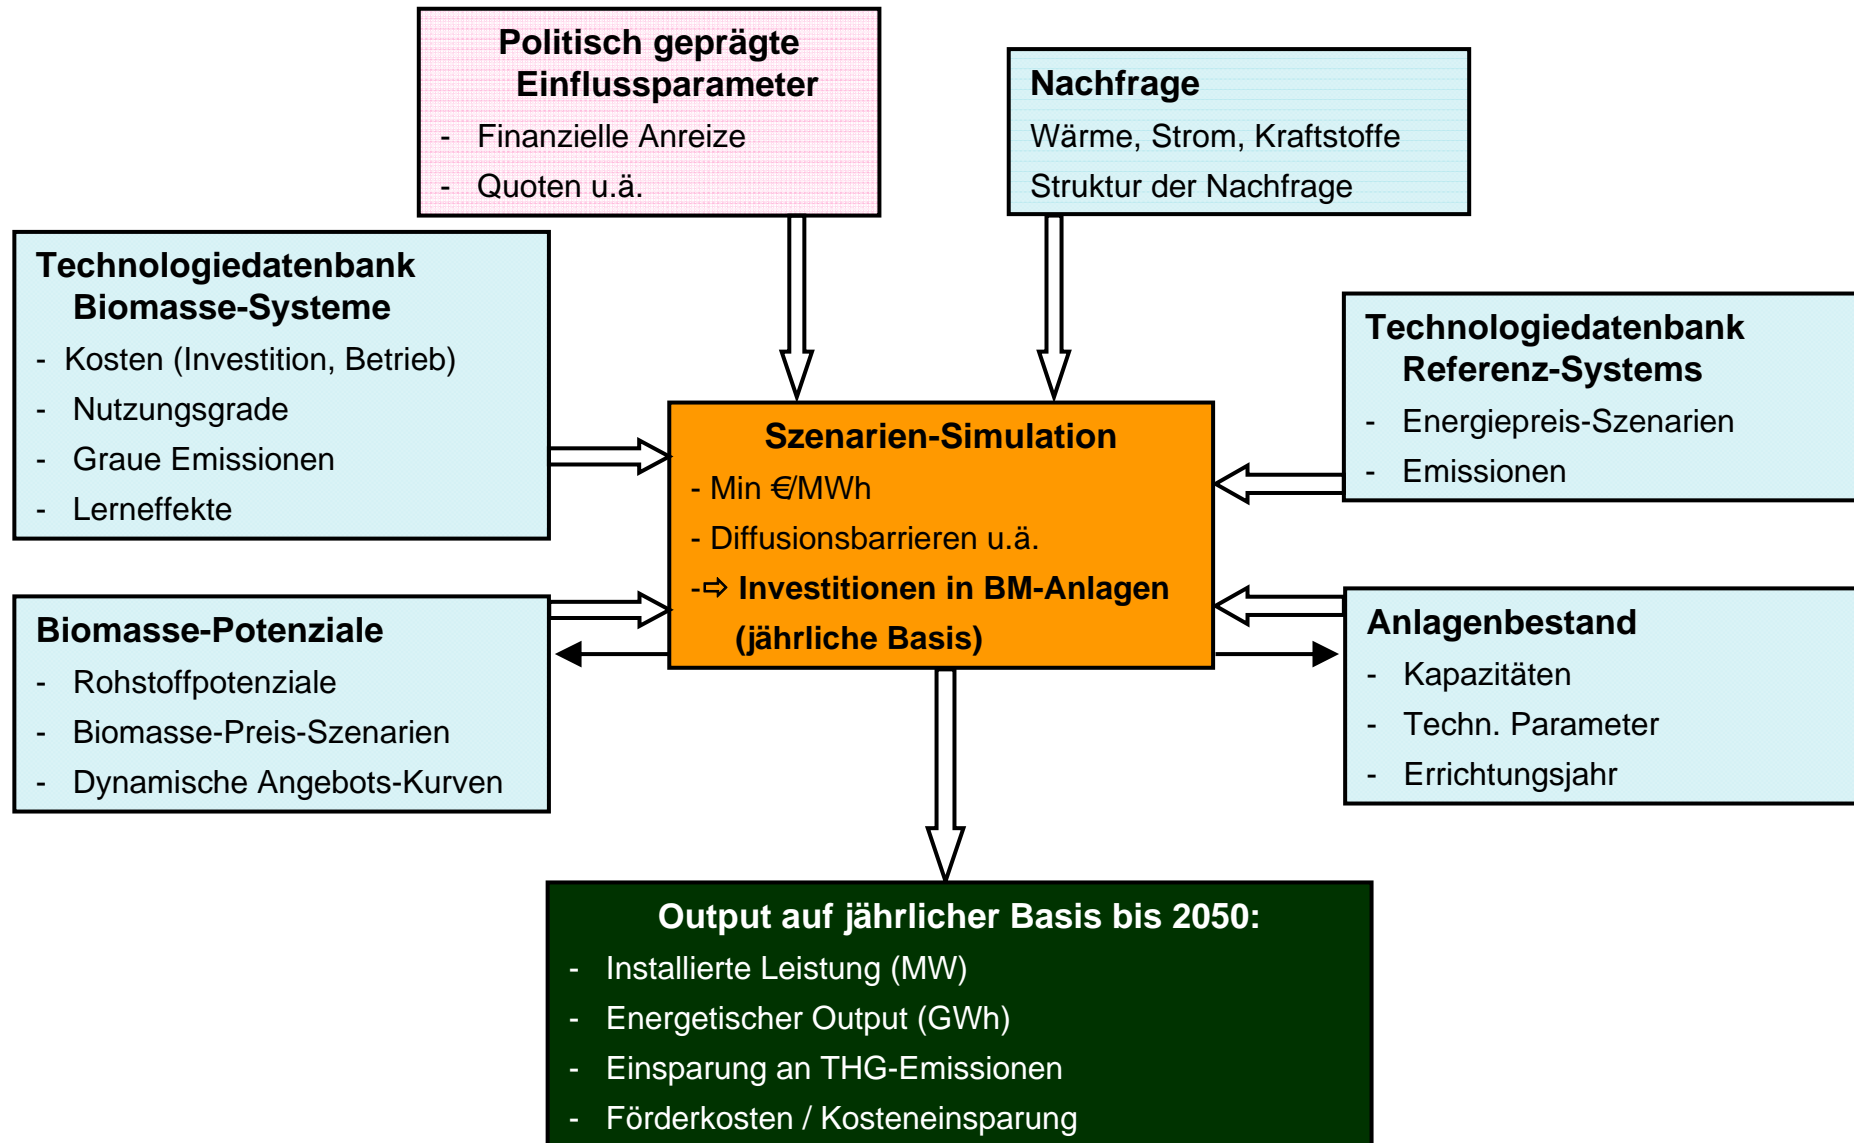 Politisch geprägte
Einflussparameter
- Finanzielle Anreize
- Quoten u.ä.
Nachfrage
Wärme, Strom, Kraftstoffe
Struktur der Nachfrage
Technologiedatenbank
Biomasse-Systeme
- Kosten (Investition, Betrieb)
- Nutzungsgrade
- Graue Emissionen
- Lerneffekte
Technologiedatenbank
Referenz-Systems
- Energiepreis-Szenarien
- Emissionen
Szenarien-Simulation
- Min €/MWh
- Diffusionsbarrieren u.ä.
-⇨ Investitionen in BM-Anlagen
(jährliche Basis)
Biomasse-Potenziale
- Rohstoffpotenziale
- Biomasse-Preis-Szenarien
- Dynamische Angebots-Kurven
Anlagenbestand
- Kapazitäten
- Techn. Parameter
- Errichtungsjahr
Output auf jährlicher Basis bis 2050:
- Installierte Leistung (MW)
- Energetischer Output (GWh)
- Einsparung an THG-Emissionen
- Förderkosten / Kosteneinsparung